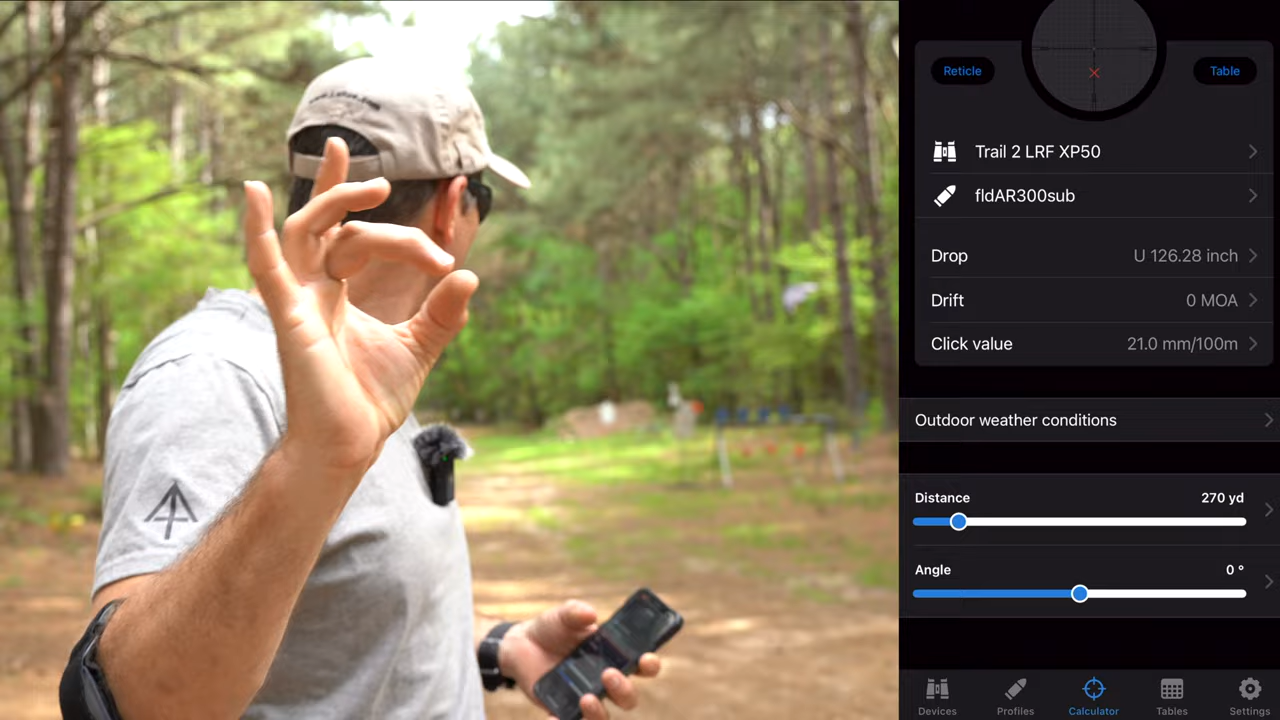 Reticle
Table
Trail 2 LRF XP50
fldAR300sub
Drop
U 126.28 inch
Drift
0 MOA
Click value
21.0 mm/100m
Outdoor weather conditions
Distance
270 yd
Angle
0 °
Devices
Profiles
Calculator
Tables
Settings